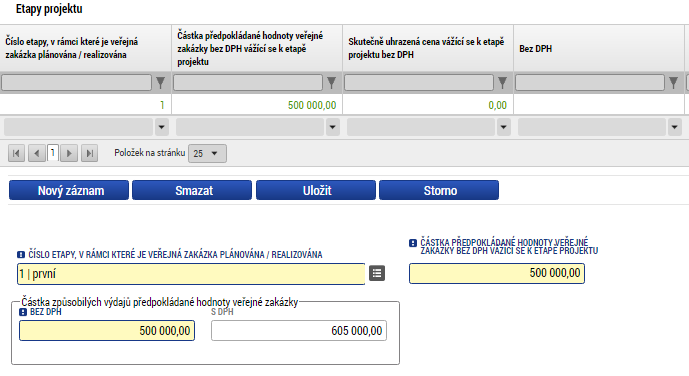 Etapy projektu
Číslo etapy, v rámci které je veřejná
zakázka plánována / realizována
Částka předpokládané hodnoty veřejné
zakázky bez DPH vážící se k etapě
projektu
Skutečně uhrazená cena vážící se k etapě
projektu bez DPH
Bez DPH
1
500 000,00
0,00
1
Položek na stránku
25
Nový záznam
Smazat
Uložit
Storno
ČÍSLO ETAPY, V RÁMCI KTERÉ JE VEŘEJNÁ ZAKÁZKA PLÁNOVÁNA / REALIZOVÁNA
1 | první
ČÁSTKA PŘEDPOKLÁDANÉ HODNOTY VEŘEJNÉ
ZAKÁZKY BEZ DPH VÁŽÍCÍ SE K ETAPĚ PROJEKTU
500 000,00
Částka způsobilých výdajů předpokládané hodnoty veřejné zakázky
BEZ DPH
500 000,00
S DPH
605 000,00